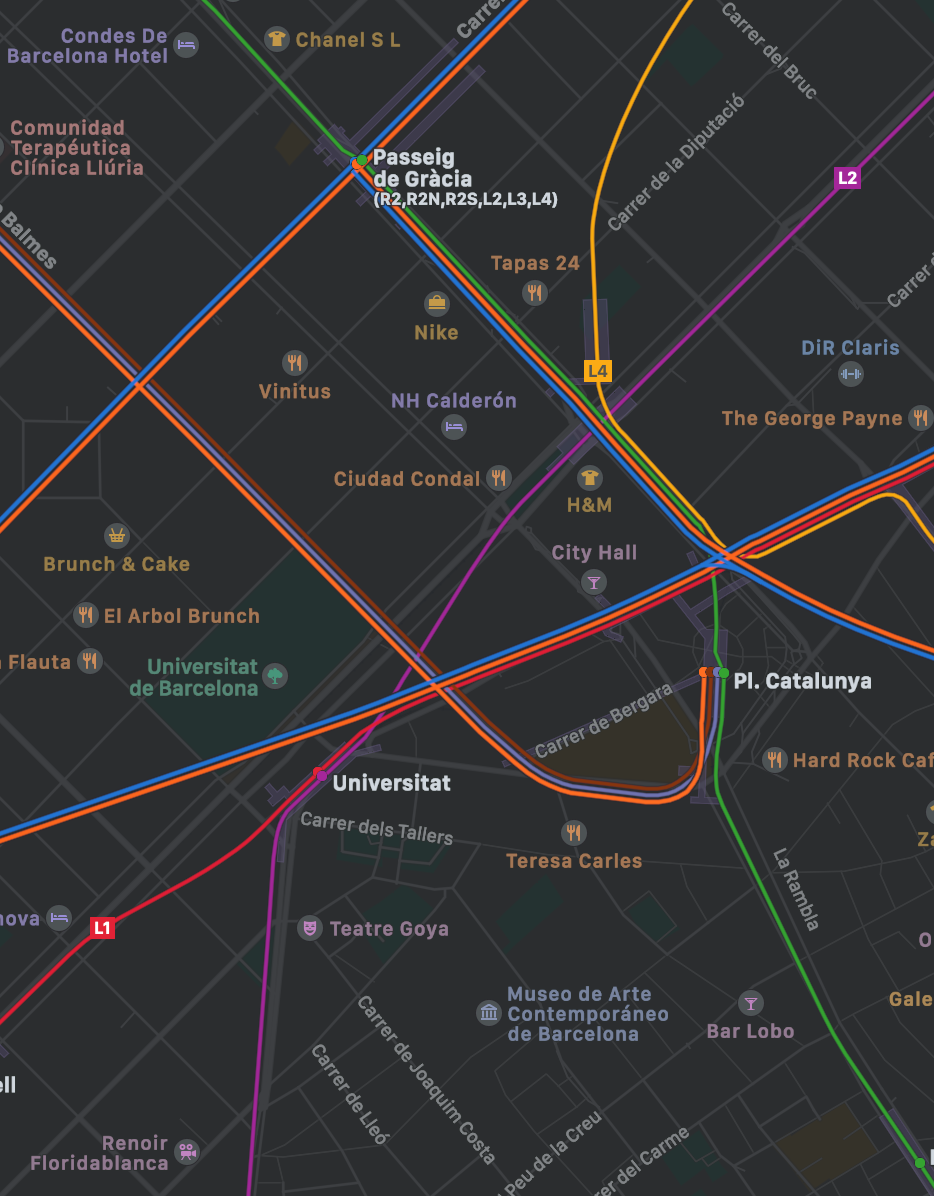 Condes De
Barcelona Hotel
Chanel S L
Carrer del Bruc
Comunidad
Terapéutica
Clínica Llúria
Passeig
de Gràcia
(R2,R2N,R2S,L2,L3,L4)
Carrer de la Diputació
L2
Balmes
Tapas 24
Nike
Vinitus
L4
DiR Claris
NH Calderón
The George Payne
Ciudad Condal
H&M
City Hall
Brunch & Cake
El Arbol Brunch
Flauta
Universitat
de Barcelona
Pl. Catalunya
Carrer de Bergara
Hard Rock Caf
Universitat
Carrer dels Tallers
Teresa Carles
La Rambla
L1
Teatre Goya
Museo de Arte
Contemporáneo
de Barcelona
Bar Lobo
Gale
Carrer de Joaquim Costa
Carrer de Lleó
ell
Renoir
Floridablanca
Peu de la Creu
rer del Carme